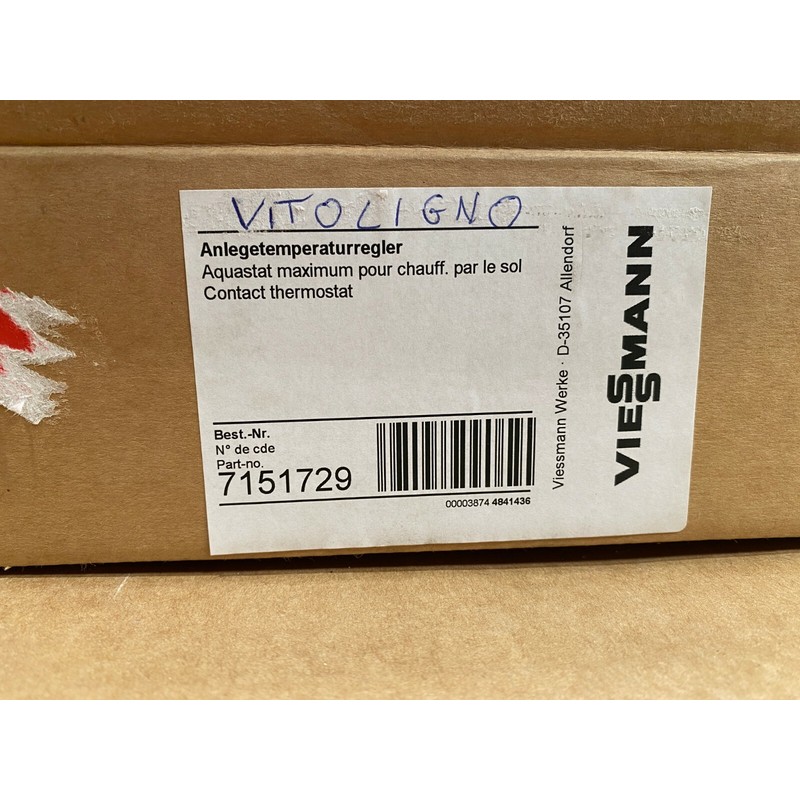 VITOLIGNO
Anlegetemperaturregler
Aquastat maximum pour chauff. par le sol
Contact thermostat
Best.-Nr.
N° de cde
Part-no.
7151729
00003874 4841436
Viessmann Werke · D-35107 Allendorf
VIESSMANN